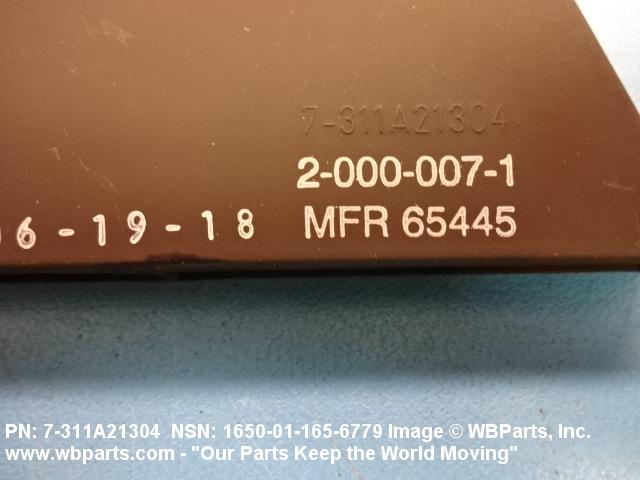 7-311A21304
2-000-007-1
06-19-18 MFR 65445
PN: 7-311A21304 NSN: 1650-01-165-6779 Image © WBParts, Inc.
www.wbparts.com - "Our Parts Keep the World Moving"